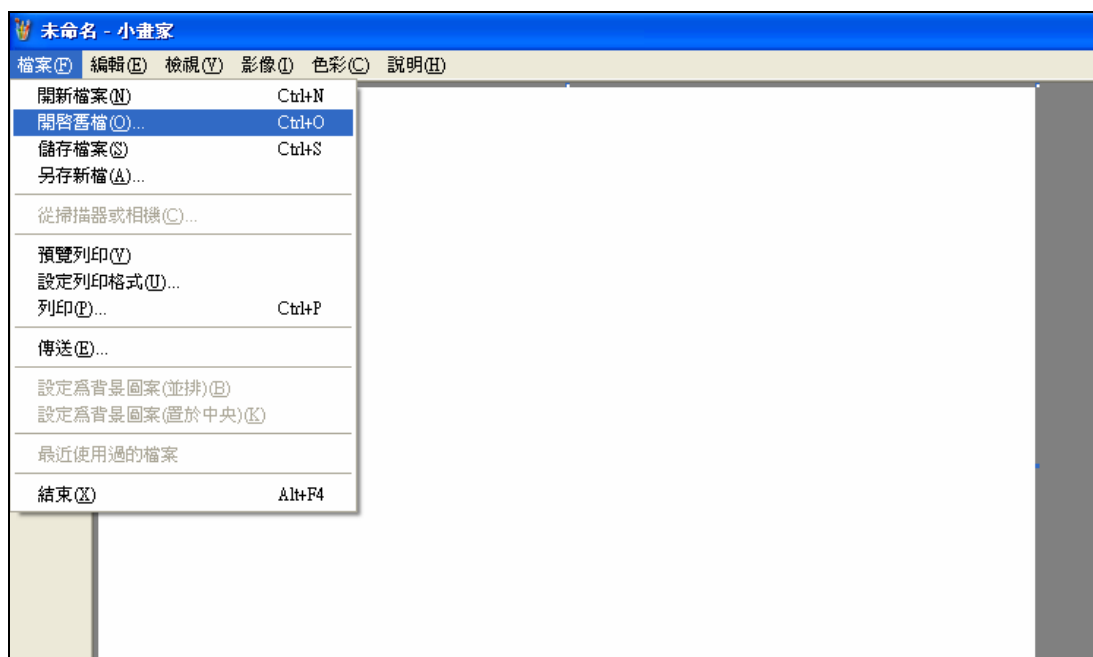 未命名 - 小畫家
檔案(F) 編輯(E) 檢視(V) 影像(I) 色彩(C) 說明(H)
開新檔案(N) Ctrl+N
開啓舊檔(O)... Ctrl+O
儲存檔案(S) Ctrl+S
另存新檔(A)...
從掃描器或相機(C)...
預覽列印(V)
設定列印格式(U)...
列印(P)... Ctrl+P
傳送(E)...
設定爲背景圖案(並排)(B)
設定爲背景圖案(置於中央)(K)
最近使用過的檔案
結束(X) Alt+F4